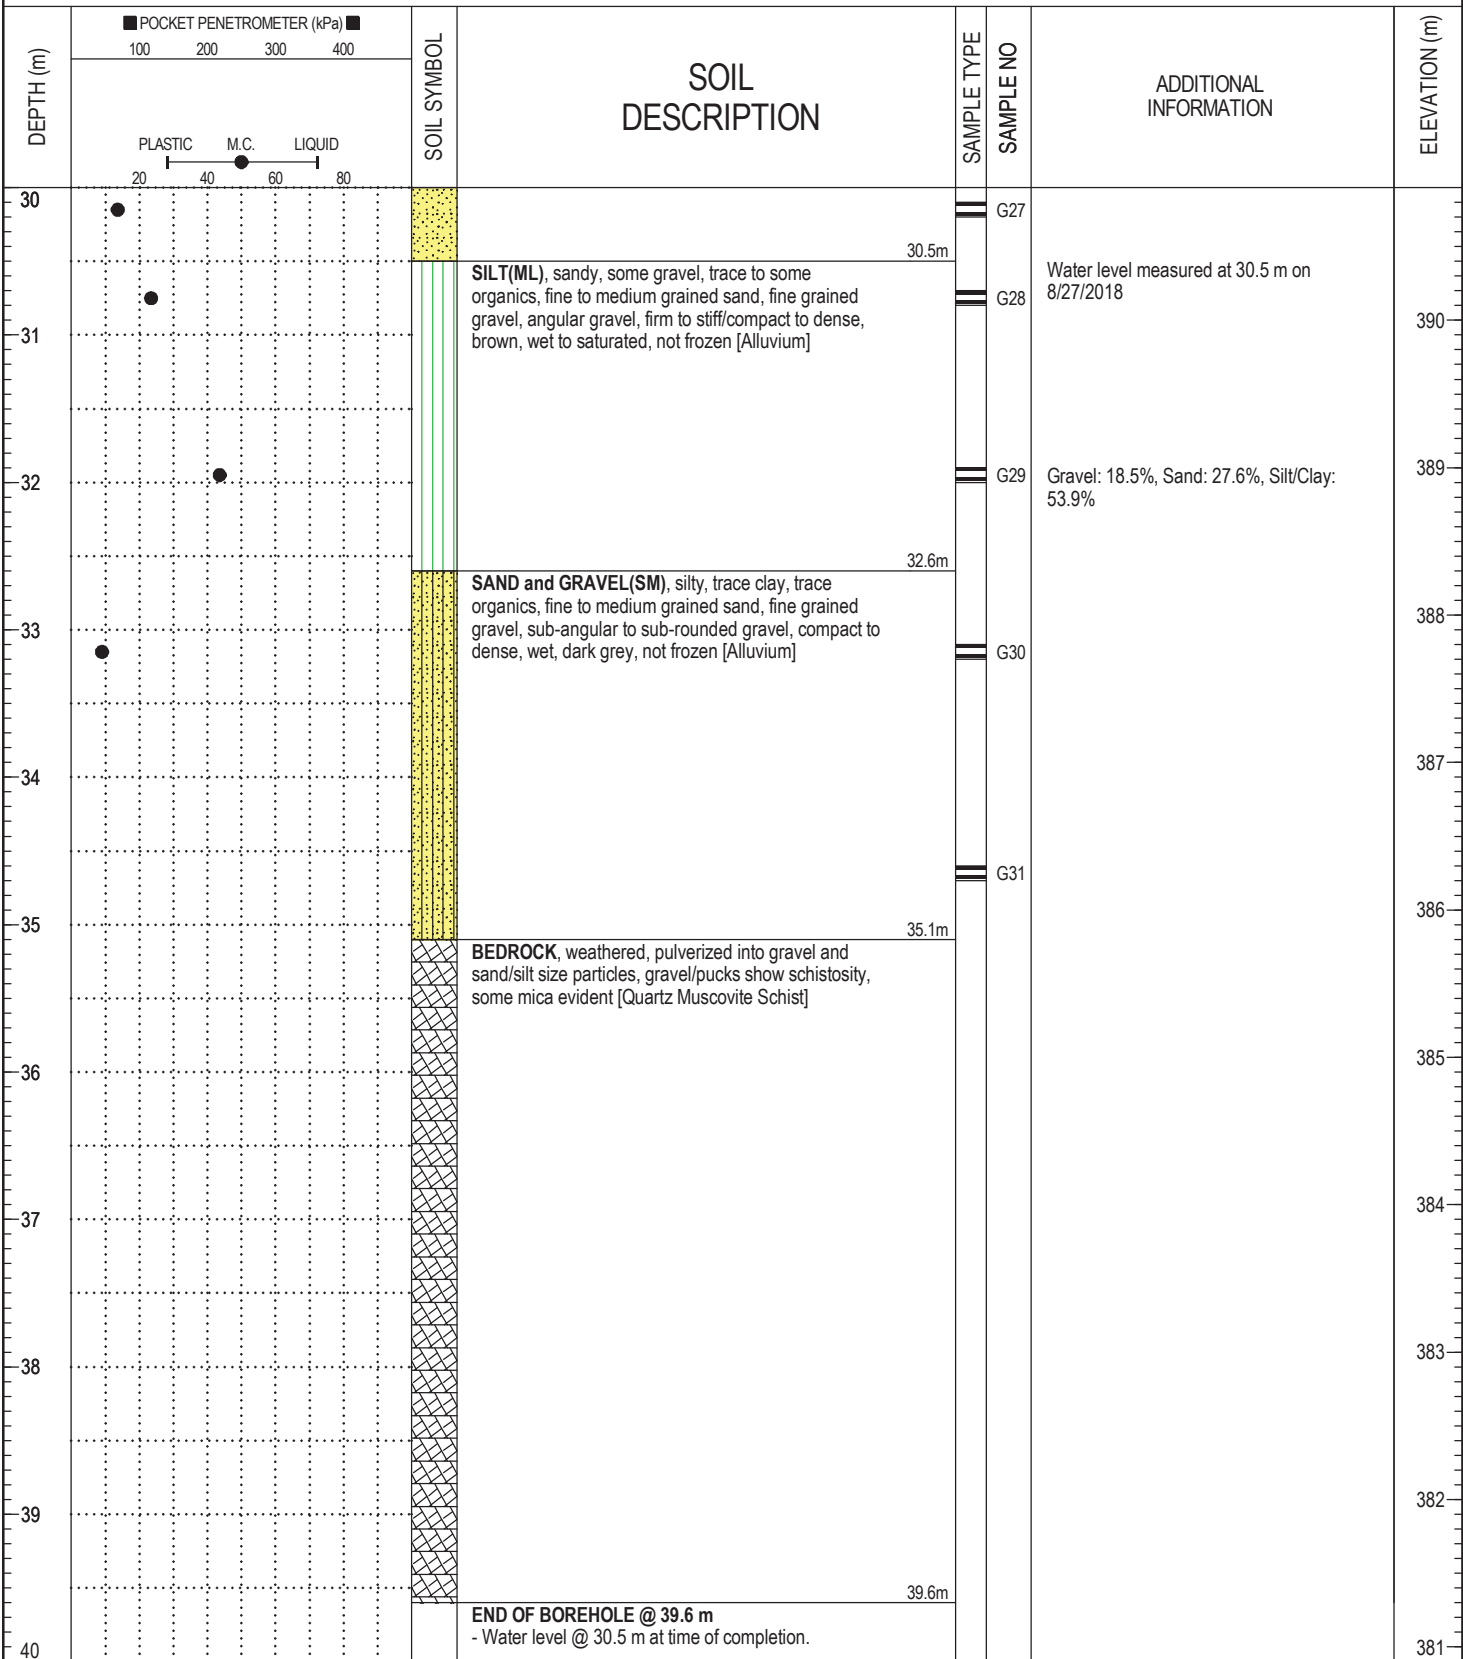 ■ POCKET PENETROMETER (kPa) ■
100 200 300 400
DEPTH (m)
PLASTIC M.C. LIQUID
20 40 60 80
SOIL SYMBOL
SOIL
DESCRIPTION
SAMPLE TYPE
SAMPLE NO
ADDITIONAL
INFORMATION
ELEVATION (m)
30
G27
30.5m
SILT(ML), sandy, some gravel, trace to some
organics, fine to medium grained sand, fine grained
gravel, angular gravel, firm to stiff/compact to dense,
brown, wet to saturated, not frozen [Alluvium]
G28
Water level measured at 30.5 m on
8/27/2018
390
31
389
32
G29
Gravel: 18.5%, Sand: 27.6%, Silt/Clay:
53.9%
32.6m
SAND and GRAVEL(SM), silty, trace clay, trace
organics, fine to medium grained sand, fine grained
gravel, sub-angular to sub-rounded gravel, compact to
dense, wet, dark grey, not frozen [Alluvium]
388
33
G30
387
34
G31
386
35
35.1m
BEDROCK, weathered, pulverized into gravel and
sand/silt size particles, gravel/pucks show schistosity,
some mica evident [Quartz Muscovite Schist]
385
36
384
37
383
38
382
39
39.6m
END OF BOREHOLE @ 39.6 m
- Water level @ 30.5 m at time of completion.
40
381